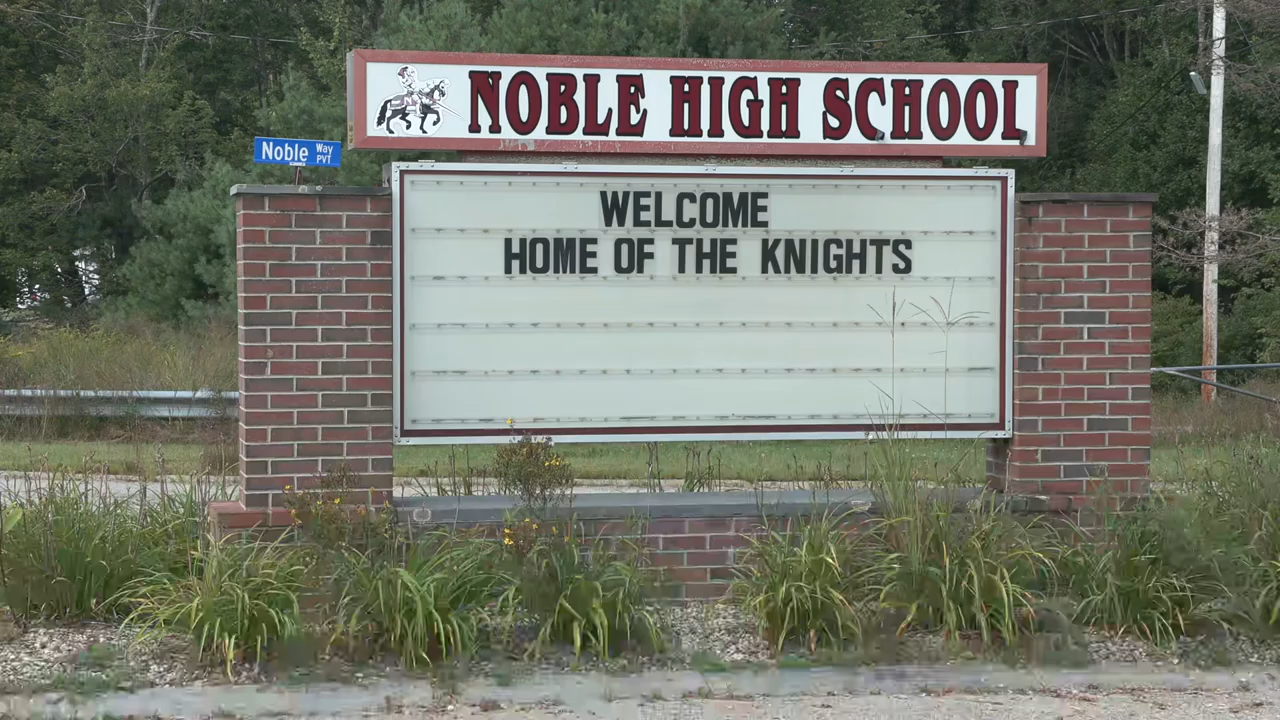 NOBLE HIGH SCHOOL
Noble Way PVT
WELCOME
HOME OF THE KNIGHTS